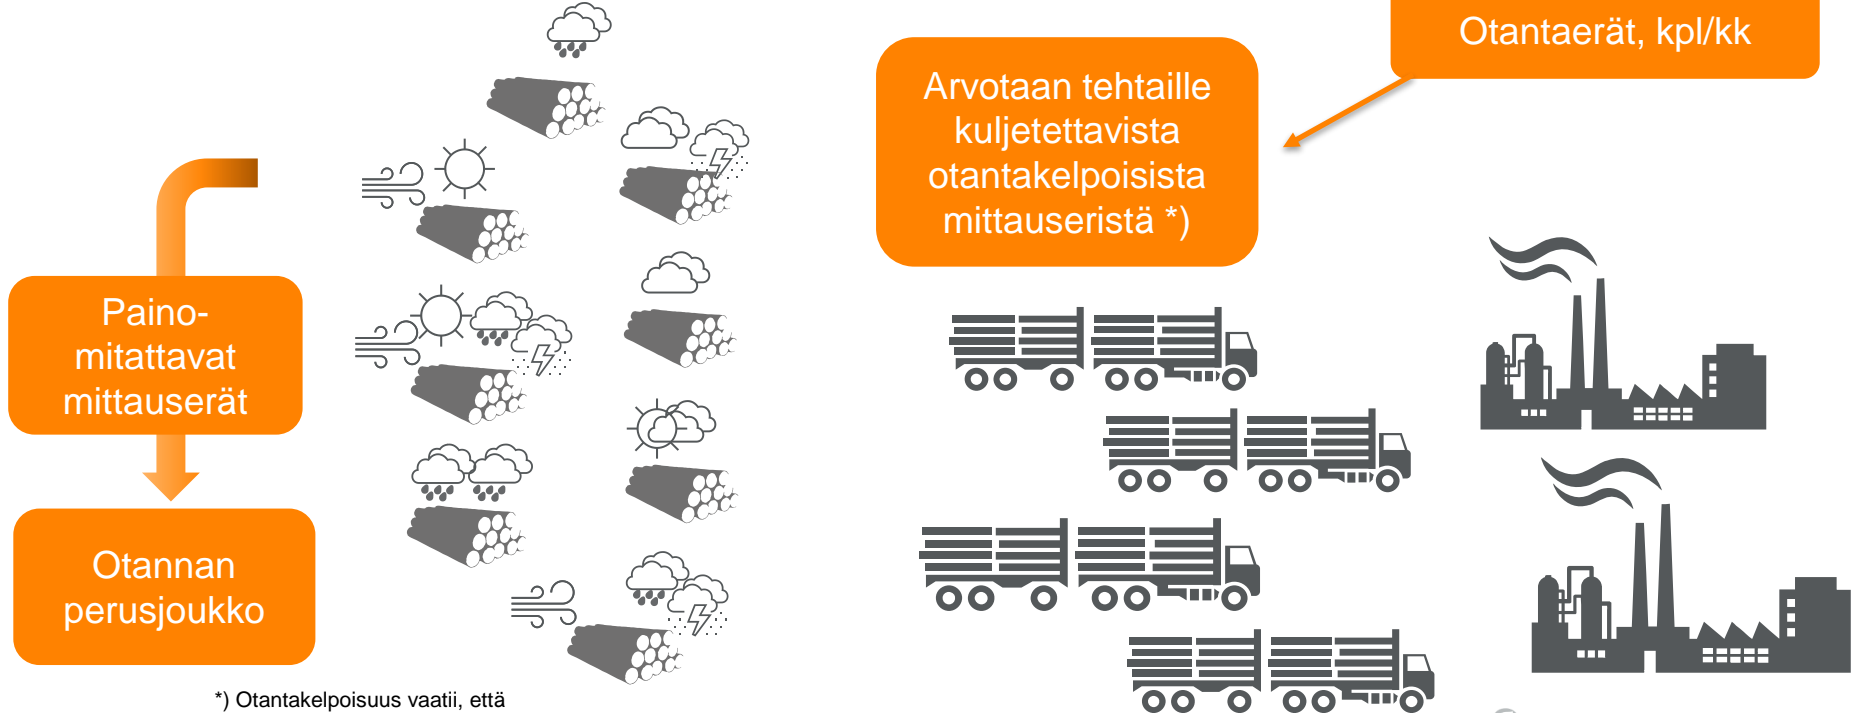 Otantaerät, kpl/kk
Arvotaan tehtaille
kuljetettavista
otantakelpoisista
mittauseristä *)
Paino-
mitattavat
mittauserät
Otannan
perusjoukko
*) Otantakelpoisuus vaatii, että